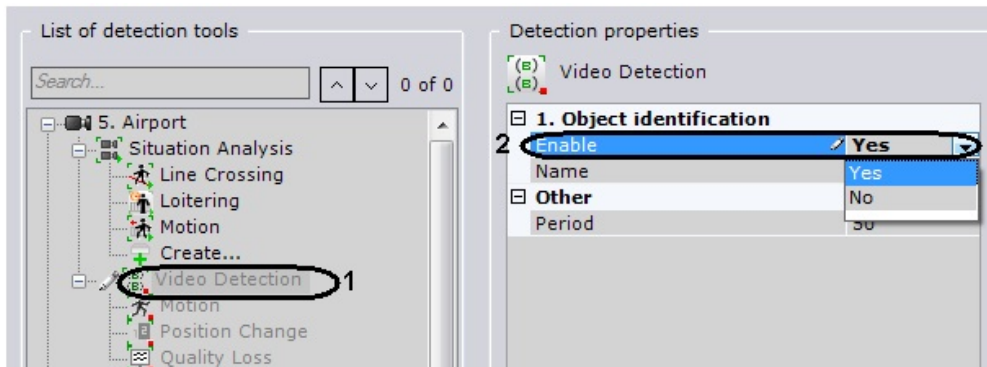 List of detection tools
Search...
0 of 0
5. Airport
Situation Analysis
Line Crossing
Loitering
Motion
Create...
Video Detection
1
Motion
Position Change
Quality Loss
Detection properties
Video Detection
1. Object identification
2 Enable Yes
Name Yes
Other No
Period 50